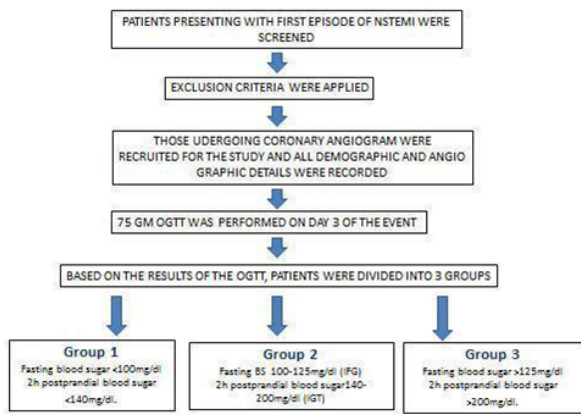 PATIENTS PRESENTING WITH FIRST EPISODE OF NSTEMI WERE
SCREENED
EXCLUSION CRITERIA WERE APPLIED
THOSE UDERGOING CORONARY ANGIOGRAM WERE
RECRUITED FOR THE STUDY AND ALL DEMOGRAPHIC AND ANGIO
GRAPHIC DETAILS WERE RECORDED
75 GM OGTT WAS PERFORMED ON DAY 3 OF THE EVENT
BASED ON THE RESULTS OF THE OGTT, PATIENTS WERE DIVIDED INTO 3 GROUPS
Group 1
Fasting blood sugar <100mg/dl
2h postprandial blood sugar
<140mg/dl.
Group 2
Fasting BS 100-125mg/dl (IFG)
2h postprandial blood sugar140-
200mg/dl (IGT)
Group 3
Fasting blood sugar >125mg/dl
2h postprandial blood sugar
>200mg/dl.